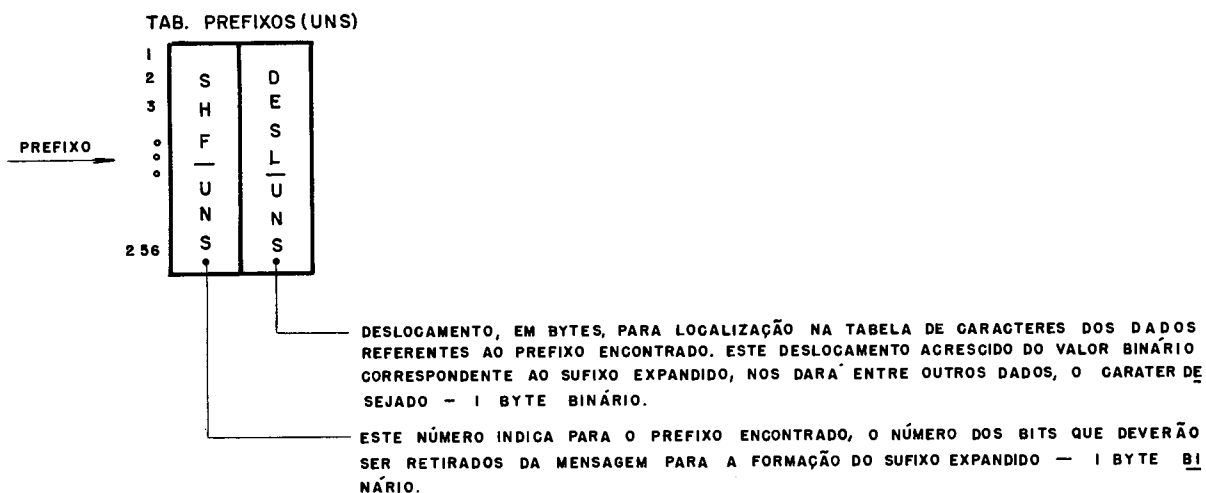 TAB. PREFIXOS (UNS)
1
2
3
256
PREFIXO
SHF_UNS
DESL_UNS
DESLOCAMENTO, EM BYTES, PARA LOCALIZAÇÃO NA TABELA DE CARACTERES DOS DADOS
REFERENTES AO PREFIXO ENCONTRADO. ESTE DESLOCAMENTO ACRESCIDO DO VALOR BINÁRIO
CORRESPONDENTE AO SUFIXO EXPANDIDO, NOS DARÁ ENTRE OUTROS DADOS, O CARATER DE
SEJADO — 1 BYTE BINÁRIO.
ESTE NÚMERO INDICA PARA O PREFIXO ENCONTRADO, O NÚMERO DOS BITS QUE DEVERÃO
SER RETIRADOS DA MENSAGEM PARA A FORMAÇÃO DO SUFIXO EXPANDIDO — 1 BYTE BI
NÁRIO.